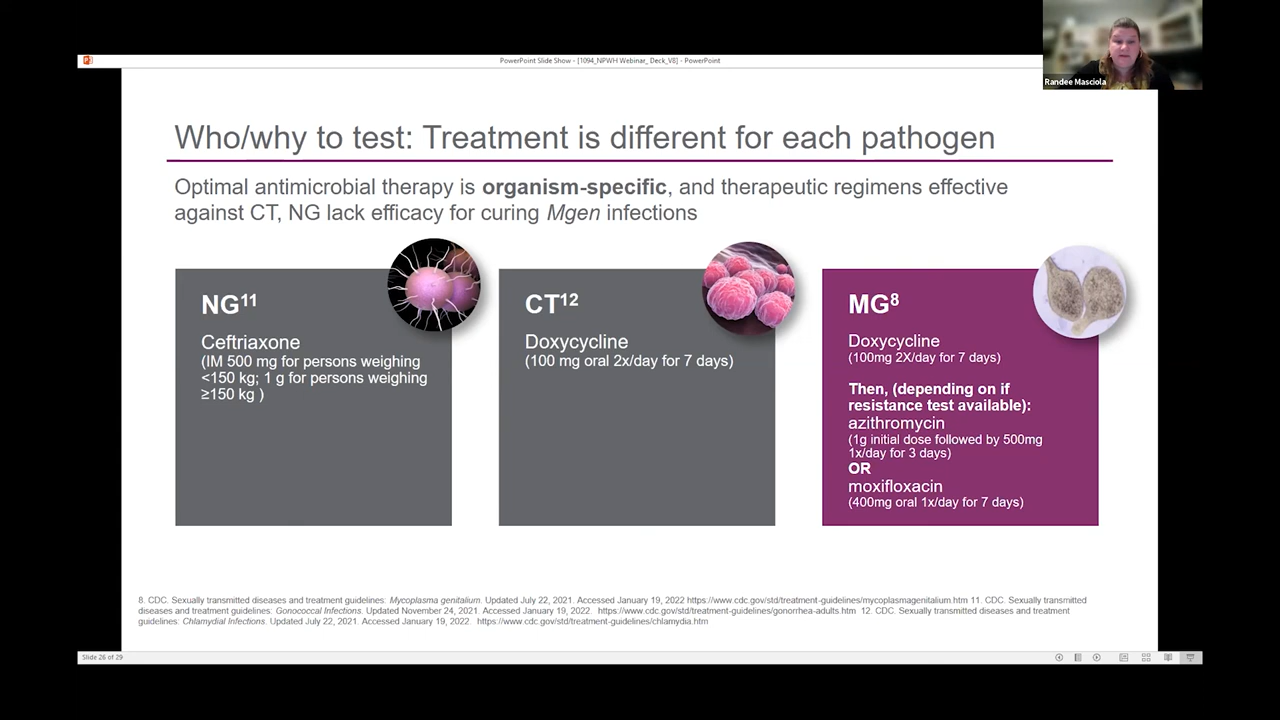 PowerPoint Slide Show - [1094_NPWH Webinar_ Deck_V8] - PowerPoint
Randee Masciola
Who/why to test: Treatment is different for each pathogen
Optimal antimicrobial therapy is organism-specific, and therapeutic regimens effective
against CT, NG lack efficacy for curing Mgen infections
NG11
Ceftriaxone
(IM 500 mg for persons weighing
<150 kg; 1 g for persons weighing
≥150 kg )
CT12
Doxycycline
(100 mg oral 2x/day for 7 days)
MG8
Doxycycline
(100mg 2X/day for 7 days)
Then, (depending on if
resistance test available):
azithromycin
(1g initial dose followed by 500mg
1x/day for 3 days)
OR
moxifloxacin
(400mg oral 1x/day for 7 days)
8. CDC. Sexually transmitted diseases and treatment guidelines: Mycoplasma genitalium. Updated July 22, 2021. Accessed January 19, 2022 https://www.cdc.gov/std/treatment-guidelines/mycoplasmagenitalium.htm 11. CDC. Sexually transmitted
diseases and treatment guidelines: Gonococcal Infections. Updated November 24, 2021. Accessed January 19, 2022. https://www.cdc.gov/std/treatment-guidelines/gonorrhea-adults.htm 12. CDC. Sexually transmitted diseases and treatment
guidelines: Chlamydial Infections. Updated July 22, 2021. Accessed January 19, 2022. https://www.cdc.gov/std/treatment-guidelines/chlamydia.htm
Slide 26 of 29